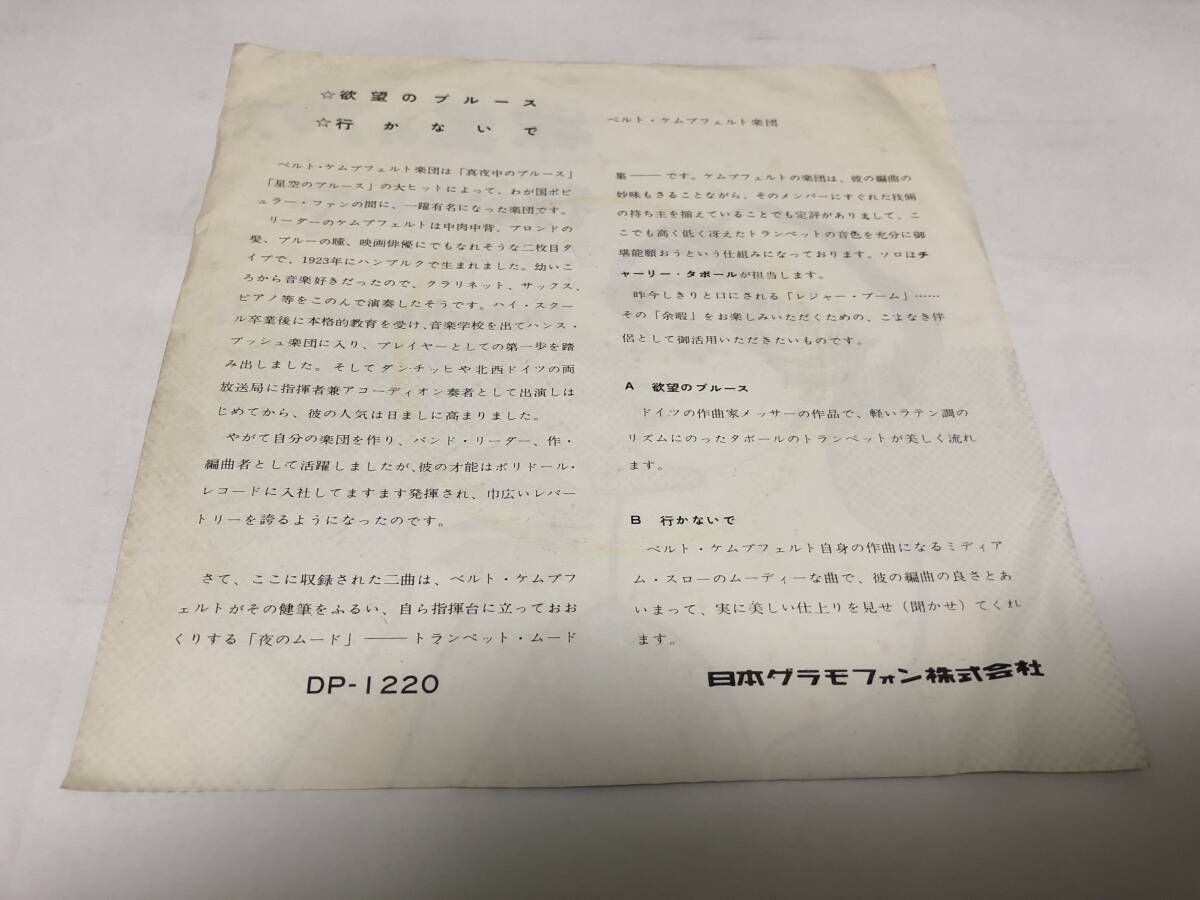 ☆欲望のブルース
☆行かないで
ベルト・ケムプフェルト楽団
ベルト・ケムプフェルト楽団は「真夜中のブルース」
「星空のブルース」の大ヒットによって、わが国ポピ
ュラー・ファンの間に、一躍有名になった楽団です。
リーダーのケムプフェルトは中肉中背、ブロンドの
髪、ブルーの瞳、映画俳優にでもなれそうな二枚目タ
イプで、1923年にハンブルクで生まれました。幼いこ
ろから音楽好きだったので、クラリネット、サックス、
ピアノ等をこのんで演奏したそうです。ハイ・スクー
ル卒業後に本格的教育を受け、音楽学校を出てハンス・
ブッシュ楽団に入り、プレイヤーとしての第一歩を踏
み出しました。そしてダンチッヒや北西ドイツの両
放送局に指揮者兼アコーディオン奏者として出演しは
じめてから、彼の人気は日ましに高まりました。
やがて自分の楽団を作り、バンド・リーダー、作・
編曲者として活躍しましたが、彼の才能はポリドール・
レコードに入社してますます発揮され、巾広いレパー
トリーを誇るようになったのです。
さて、ここに収録された二曲は、ベルト・ケムプフ
ェルトがその健筆をふるい、自ら指揮台に立っておお
くりする「夜のムード」――トランペット・ムード
集――です。ケムプフェルトの楽団は、彼の編曲の
妙味もさることながら、そのメンバーにすぐれた技術
の持ち主を揃えていることでも定評がありまして、こ
こでも高く低く冴えたトランペットの音色を充分に御
堪能願おうという仕組みになっております。ソロはチ
ャーリー・タボールが担当します。
昨今しきりと口にされる「レジャー・ブーム」……
その「余暇」をお楽しみいただくための、こよなき伴
侶として御活用いただきたいものです。
A 欲望のブルース
ドイツの作曲家メッサーの作品で、軽いラテン調の
リズムにのったタボールのトランペットが美しく流れ
ます。
B 行かないで
ベルト・ケムプフェルト自身の作曲になるミディア
ム・スローのムーディーな曲で、彼の編曲の良さとあ
いまって、実に美しい仕上りを見せ（聞かせ）てくれ
ます。
DP-1220
日本グラモフォン株式会社